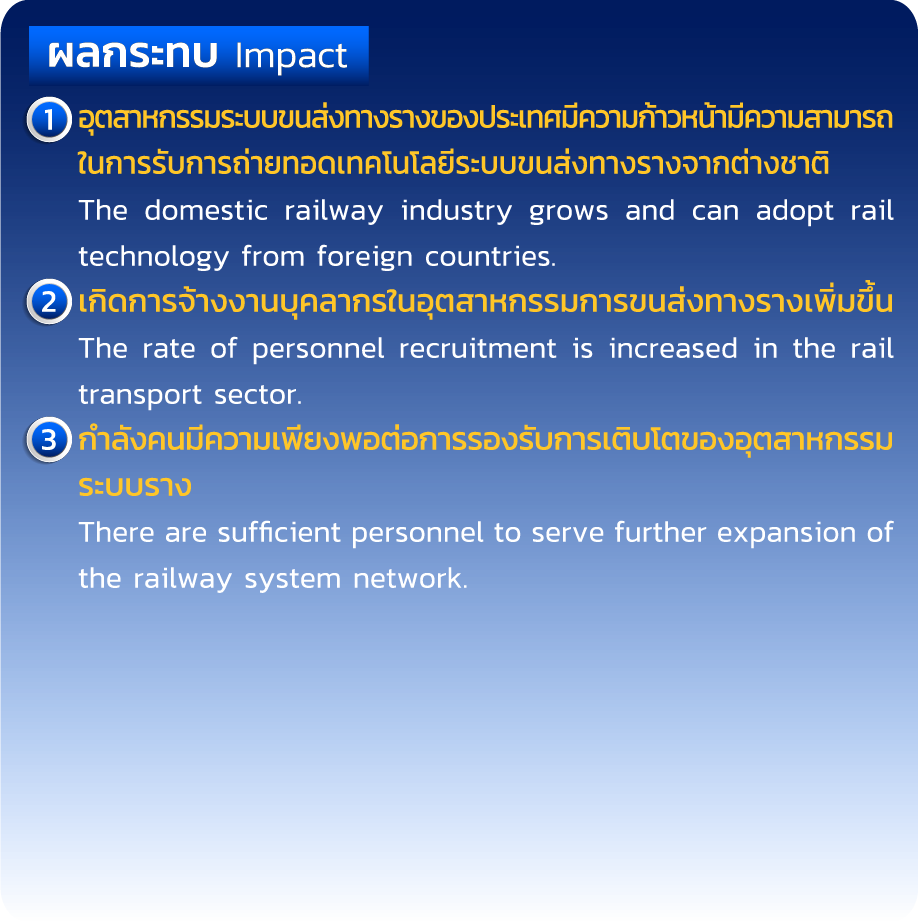 ผลกระทบ Impact
1 อุตสาหกรรมระบบขนส่งทางรางของประเทศมีความก้าวหน้ามีความสามารถ
ในการรับการถ่ายทอดเทคโนโลยีระบบขนส่งทางรางจากต่างชาติ
The domestic railway industry grows and can adopt rail
technology from foreign countries.
2 เกิดการจ้างงานบุคลากรในอุตสาหกรรมการขนส่งทางรางเพิ่มขึ้น
The rate of personnel recruitment is increased in the rail
transport sector.
3 กำลังคนมีความเพียงพอต่อการรองรับการเติบโตของอุตสาหกรรม
ระบบราง
There are sufficient personnel to serve further expansion of
the railway system network.